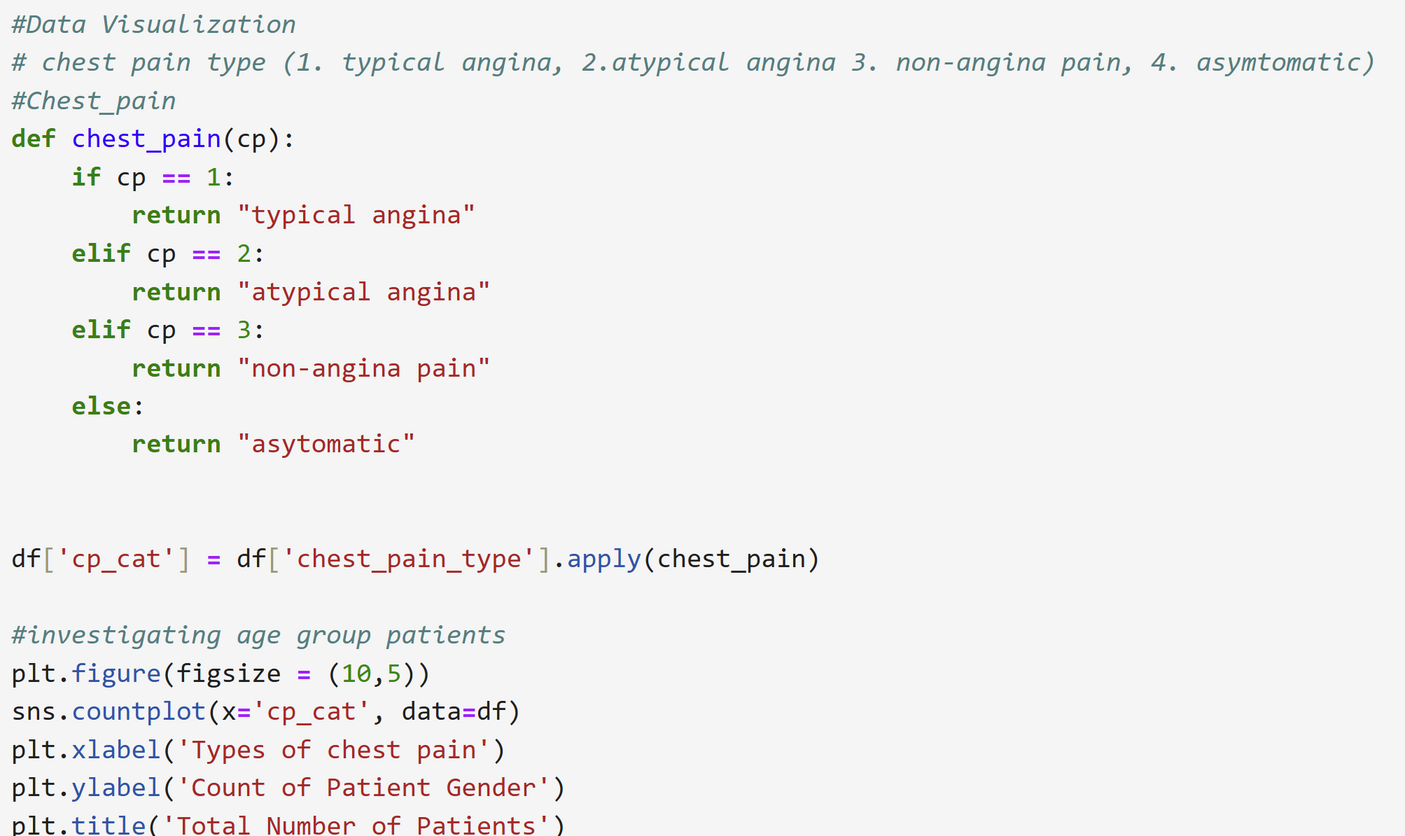 #Data Visualization
# chest pain type (1. typical angina, 2.atypical angina 3. non-angina pain, 4. asymtomatic)
#Chest_pain
def chest_pain(cp):
    if cp == 1:
        return "typical angina"
    elif cp == 2:
        return "atypical angina"
    elif cp == 3:
        return "non-angina pain"
    else:
        return "asytomatic"
df['cp_cat'] = df['chest_pain_type'].apply(chest_pain)
#investigating age group patients
plt.figure(figsize = (10,5))
sns.countplot(x='cp_cat', data=df)
plt.xlabel('Types of chest pain')
plt.ylabel('Count of Patient Gender')
plt.title('Total Number of Patients')